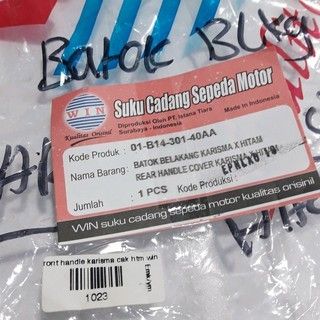 Batok Blkg
WIN
Kualitas Orisinil
Suku Cadang Sepeda Motor
Diproduksi Oleh PT. Istana Tiara
Surabaya - Indonesia
Made In Indonesia
Kode Produk : 01-B14-301-40AA
Nama Barang : BATOK BELAKANG KARISMA X HITAM
REAR HANDLE COVER KARISMA
Jumlah : 1 PCS Kode Produksi :
WIN suku cadang sepeda motor kualitas orisinil
ront handle karisma cak htm win
1023